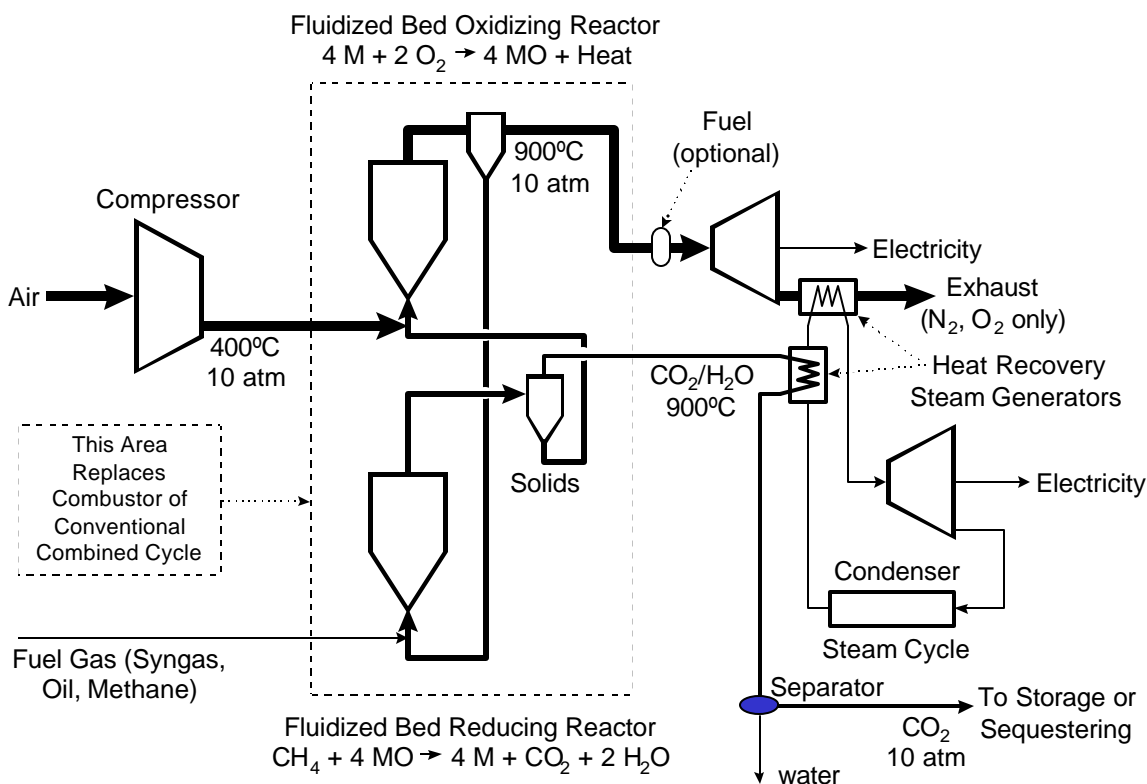 Fluidized Bed Oxidizing Reactor
4 M + 2 O₂ → 4 MO + Heat
Fuel
(optional)
900ºC
10 atm
Compressor
Air
400ºC
10 atm
Electricity
Exhaust
(N₂, O₂ only)
CO₂/H₂O
900ºC
Heat Recovery
Steam Generators
This Area
Replaces
Combustor of
Conventional
Combined Cycle
Solids
Electricity
Condenser
Steam Cycle
Fuel Gas (Syngas,
Oil, Methane)
Separator
To Storage or
Sequestering
CO₂
10 atm
Fluidized Bed Reducing Reactor
CH₄ + 4 MO → 4 M + CO₂ + 2 H₂O
water